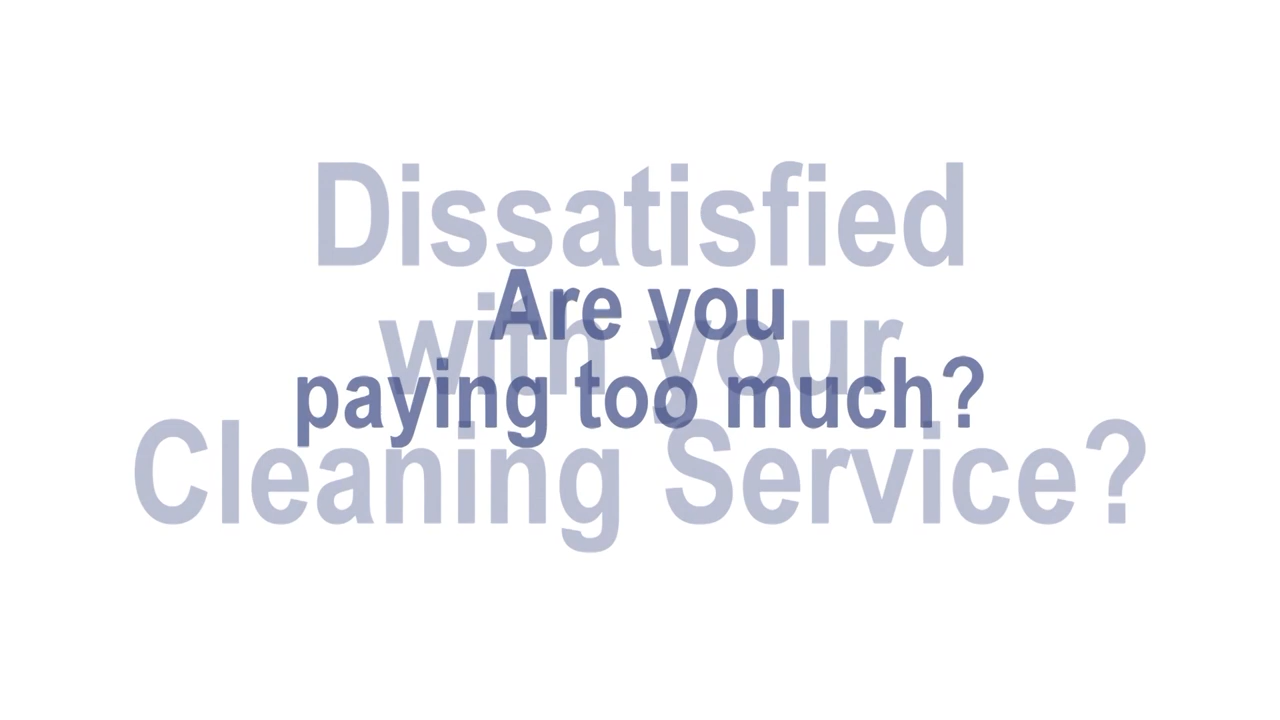 Dissatisfied
with your
Cleaning Service?
Are you
paying too much?